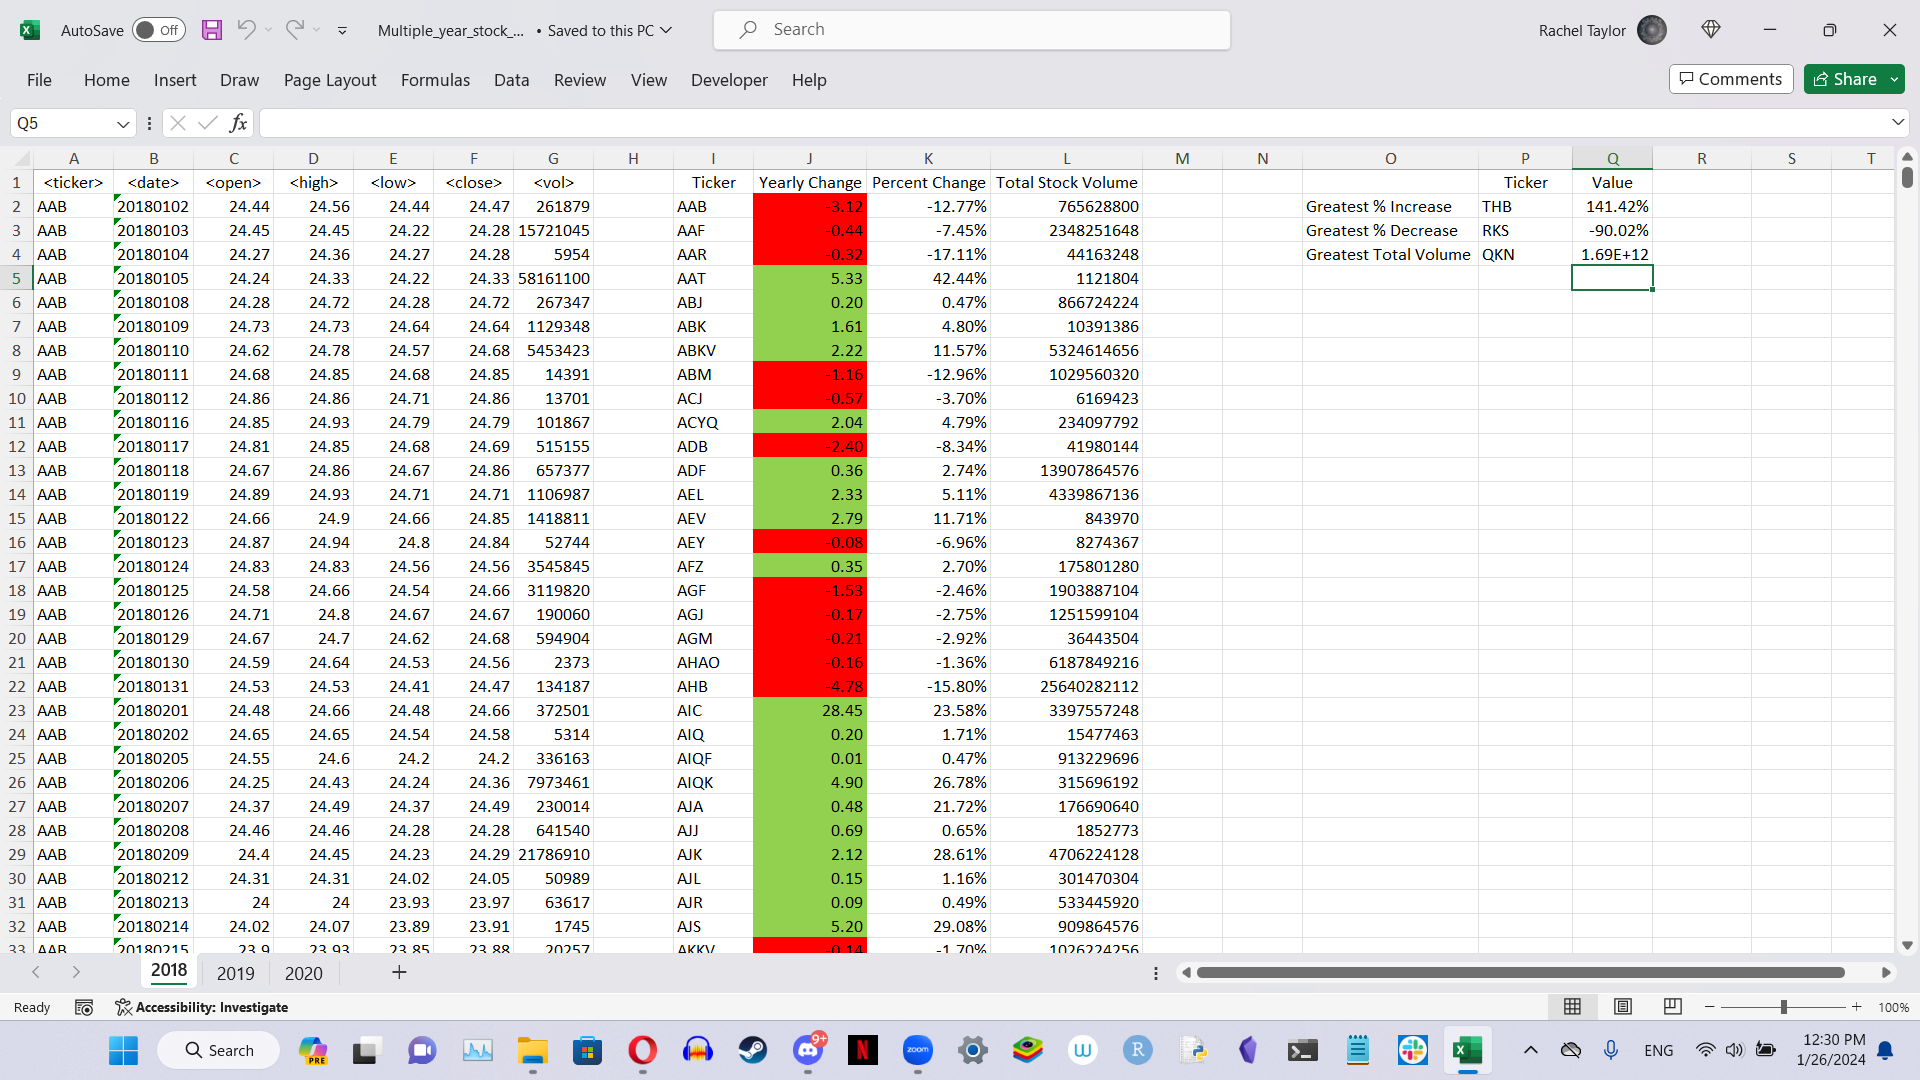 AutoSave Off Multiple_year_stock_... • Saved to this PC Search Rachel Taylor
File Home Insert Draw Page Layout Formulas Data Review View Developer Help Comments Share
Q5 fx
A B C D E F G H I J K L M N O P Q R S T
1 <ticker> <date> <open> <high> <low> <close> <vol> Ticker Yearly Change Percent Change Total Stock Volume Ticker Value
2 AAB 20180102 24.44 24.56 24.44 24.47 261879 AAB -3.12 -12.77% 765628800 Greatest % Increase THB 141.42%
3 AAB 20180103 24.45 24.45 24.22 24.28 15721045 AAF -0.44 -7.45% 2348251648 Greatest % Decrease RKS -90.02%
4 AAB 20180104 24.27 24.36 24.27 24.28 5954 AAR -0.32 -17.11% 44163248 Greatest Total Volume QKN 1.69E+12
5 AAB 20180105 24.24 24.33 24.22 24.33 58161100 AAT 5.33 42.44% 1121804
6 AAB 20180108 24.28 24.72 24.28 24.72 267347 ABJ 0.20 0.47% 866724224
7 AAB 20180109 24.73 24.73 24.64 24.64 1129348 ABK 1.61 4.80% 10391386
8 AAB 20180110 24.62 24.78 24.57 24.68 5453423 ABKV 2.22 11.57% 5324614656
9 AAB 20180111 24.68 24.85 24.68 24.85 14391 ABM -1.16 -12.96% 1029560320
10 AAB 20180112 24.86 24.86 24.71 24.86 13701 ACJ -0.57 -3.70% 6169423
11 AAB 20180116 24.85 24.93 24.79 24.79 101867 ACYQ 2.04 4.79% 234097792
12 AAB 20180117 24.81 24.85 24.68 24.69 515155 ADB -2.40 -8.34% 41980144
13 AAB 20180118 24.67 24.86 24.67 24.86 657377 ADF 0.36 2.74% 13907864576
14 AAB 20180119 24.89 24.93 24.71 24.71 1106987 AEL 2.33 5.11% 4339867136
15 AAB 20180122 24.66 24.9 24.66 24.85 1418811 AEV 2.79 11.71% 843970
16 AAB 20180123 24.87 24.94 24.8 24.84 52744 AEY -0.08 -6.96% 8274367
17 AAB 20180124 24.83 24.83 24.56 24.56 3545845 AFZ 0.35 2.70% 175801280
18 AAB 20180125 24.58 24.66 24.54 24.66 3119820 AGF -1.53 -2.46% 1903887104
19 AAB 20180126 24.71 24.8 24.67 24.67 190060 AGJ -0.17 -2.75% 1251599104
20 AAB 20180129 24.67 24.7 24.62 24.68 594904 AGM -0.21 -2.92% 36443504
21 AAB 20180130 24.59 24.64 24.53 24.56 2373 AHAO -0.16 -1.36% 6187849216
22 AAB 20180131 24.53 24.53 24.41 24.47 134187 AHB -4.78 -15.80% 25640282112
23 AAB 20180201 24.48 24.66 24.48 24.66 372501 AIC 28.45 23.58% 3397557248
24 AAB 20180202 24.65 24.65 24.54 24.58 5314 AIQ 0.20 1.71% 15477463
25 AAB 20180205 24.55 24.6 24.2 24.2 336163 AIQF 0.01 0.47% 913229696
26 AAB 20180206 24.25 24.43 24.24 24.36 7973461 AIQK 4.90 26.78% 315696192
27 AAB 20180207 24.37 24.49 24.37 24.49 230014 AJA 0.48 21.72% 176690640
28 AAB 20180208 24.46 24.46 24.28 24.28 641540 AJJ 0.69 0.65% 1852773
29 AAB 20180209 24.4 24.45 24.23 24.29 21786910 AJK 2.12 28.61% 4706224128
30 AAB 20180212 24.31 24.31 24.02 24.05 50989 AJL 0.15 1.16% 301470304
31 AAB 20180213 24 24 23.93 23.97 63617 AJR 0.09 0.49% 533445920
32 AAB 20180214 24.02 24.07 23.89 23.91 1745 AJS 5.20 29.08% 909864576
33 AAB 20180215 23.9 23.93 23.85 23.88 20257 AKKV -0.14 -1.70% 1026224256
2018 2019 2020
Ready Accessibility: Investigate 100%
Search PRE 9+ N zoom W R ENG 12:30 PM
1/26/2024